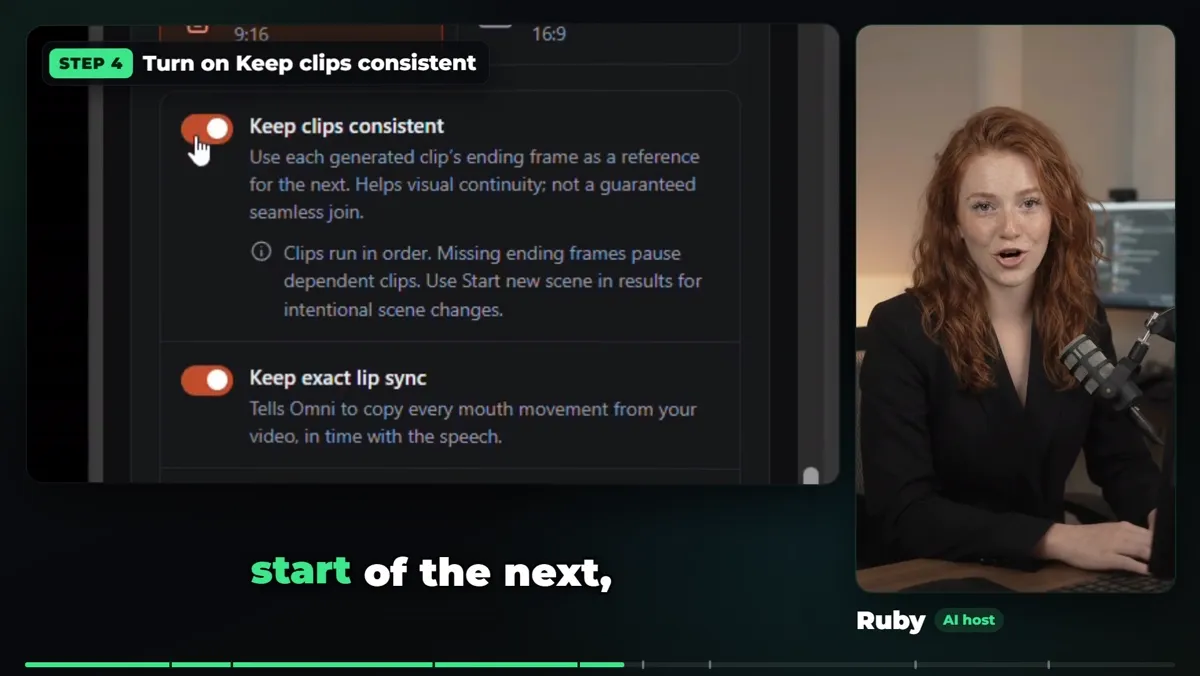 9:16
16:9
STEP 4 Turn on Keep clips consistent
Keep clips consistent
Use each generated clip's ending frame as a reference
for the next. Helps visual continuity; not a guaranteed
seamless join.
Clips run in order. Missing ending frames pause
dependent clips. Use Start new scene in results for
intentional scene changes.
Keep exact lip sync
Tells Omni to copy every mouth movement from your
video, in time with the speech.
start of the next,
Ruby AI host